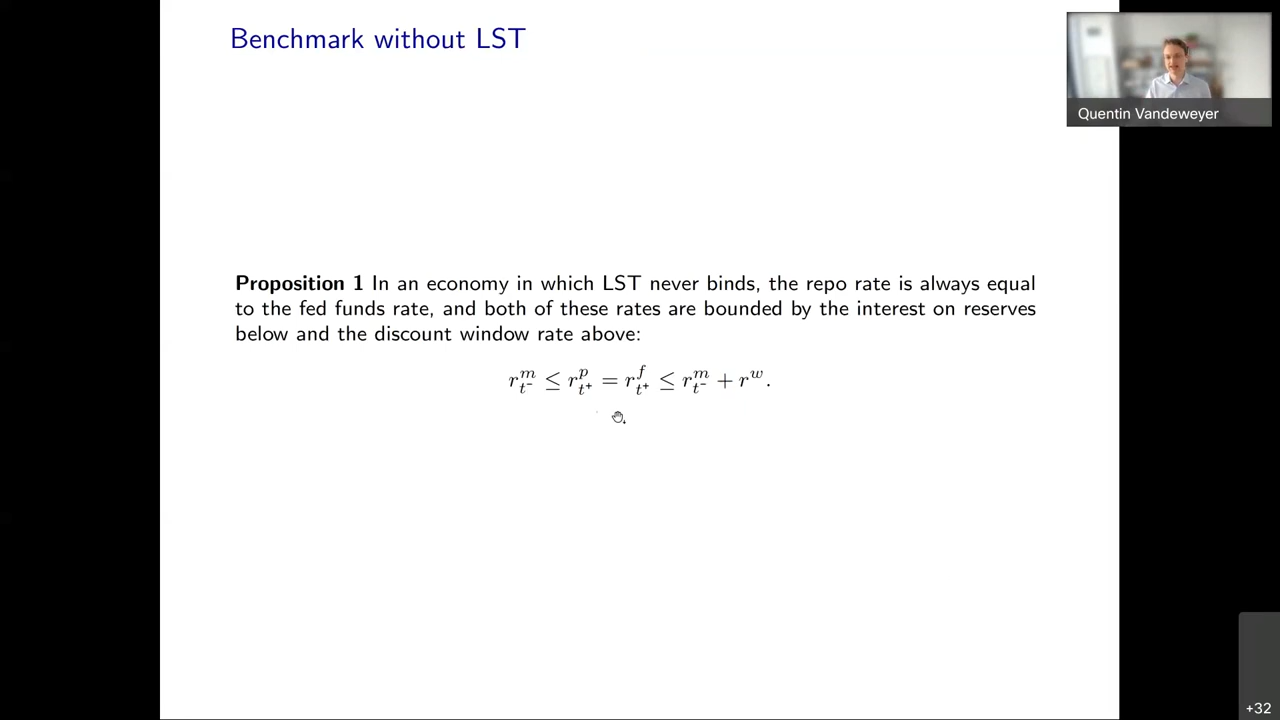 Benchmark without LST
Quentin Vandeweyer
Proposition 1 In an economy in which LST never binds, the repo rate is always equal
to the fed funds rate, and both of these rates are bounded by the interest on reserves
below and the discount window rate above:
$r^m_{t^-} \leq r^p_{t^+} = r^f_{t^+} \leq r^m_{t^-} + r^w.$
+32